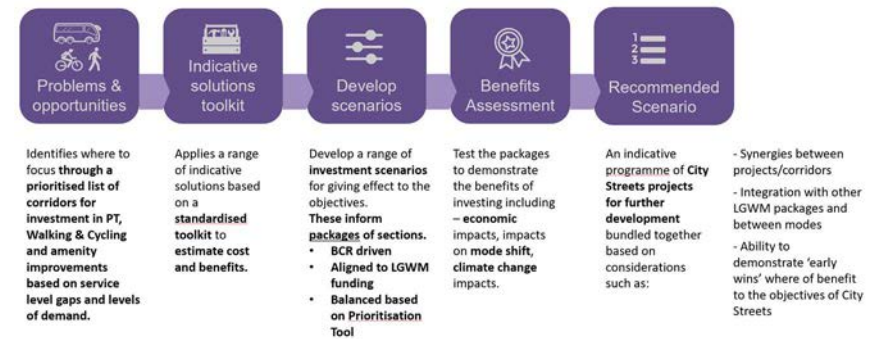 Problems &
opportunities
Indicative
solutions
toolkit
Develop
scenarios
Benefits
Assessment
1
2
3
Recommended
Scenario
Identifies where to
focus through a
prioritised list of
corridors for
investment in PT,
Walking & Cycling
and amenity
improvements
based on service
level gaps and levels
of demand.
Applies a range
of indicative
solutions based
on a
standardised
toolkit to
estimate cost
and benefits.
Develop a range of
investment scenarios
for giving effect to the
objectives.
These inform
packages of sections.
• BCR driven
• Aligned to LGWM
funding
• Balanced based
on Prioritisation
Tool
Test the packages
to demonstrate
the benefits of
investing including
– economic
impacts, impacts
on mode shift,
climate change
impacts.
An indicative
programme of City
Streets projects
for further
development
bundled together
based on
considerations
such as:
- Synergies between
projects/corridors
- Integration with other
LGWM packages and
between modes
- Ability to
demonstrate ‘early
wins’ where of benefit
to the objectives of City
Streets